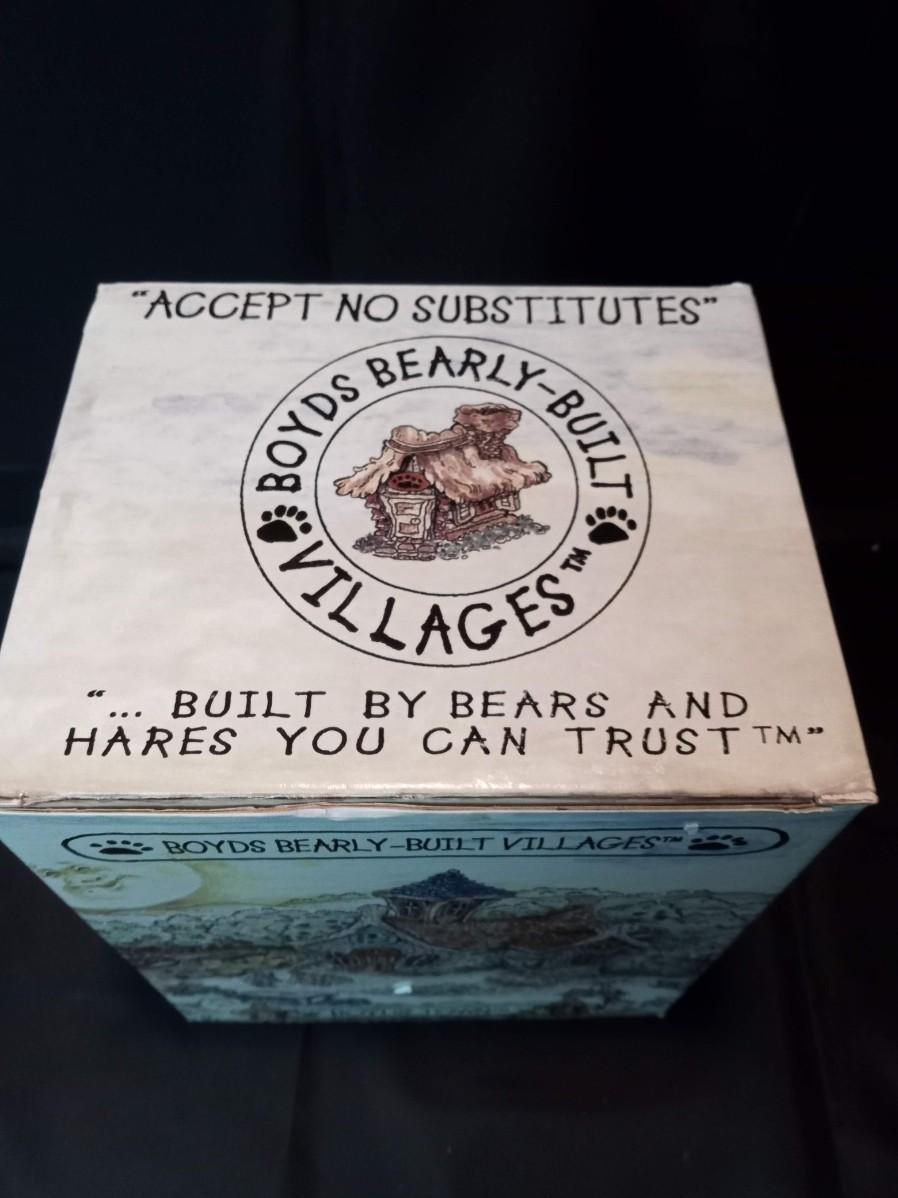 “ACCEPT NO SUBSTITUTES”
BOYDS BEARLY-BUILT
VILLAGES™
“... BUILT BY BEARS AND
HARES YOU CAN TRUST™”
BOYDS BEARLY-BUILT VILLAGES™